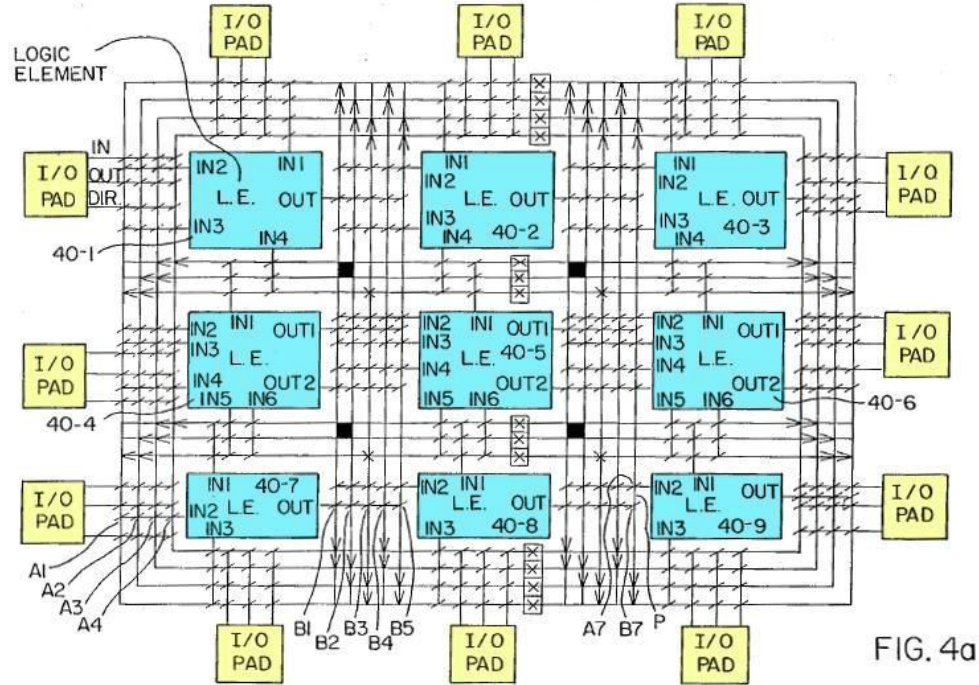 I/O
PAD
I/O
PAD
I/O
PAD
LOGIC
ELEMENT
IN
OUT
DIR.
I/O
PAD
IN2
IN1
L.E.
OUT
IN3
IN4
40-1
IN1
IN2
L.E. OUT
IN3
IN4
40-2
IN1
IN2
L.E. OUT
IN3
IN4
40-3
I/O
PAD
I/O
PAD
IN2
IN1
OUT1
IN3
L.E.
IN4
OUT2
IN5
IN6
40-4
IN2
IN1
OUT1
IN3
L.E.
40-5
IN4
OUT2
IN5
IN6
IN2
IN1
OUT1
IN3
IN4
L.E.
OUT2
IN5
IN6
40-6
I/O
PAD
I/O
PAD
IN1
40-7
IN2
L.E.
OUT
IN3
IN2
IN1
L.E.
OUT
IN3
40-8
IN2
IN1
OUT
L.E.
IN3
40-9
I/O
PAD
A1
A2
A3
A4
B1
B2
B3
B4
B5
A7
B7
P
I/O
PAD
I/O
PAD
I/O
PAD
FIG. 4a